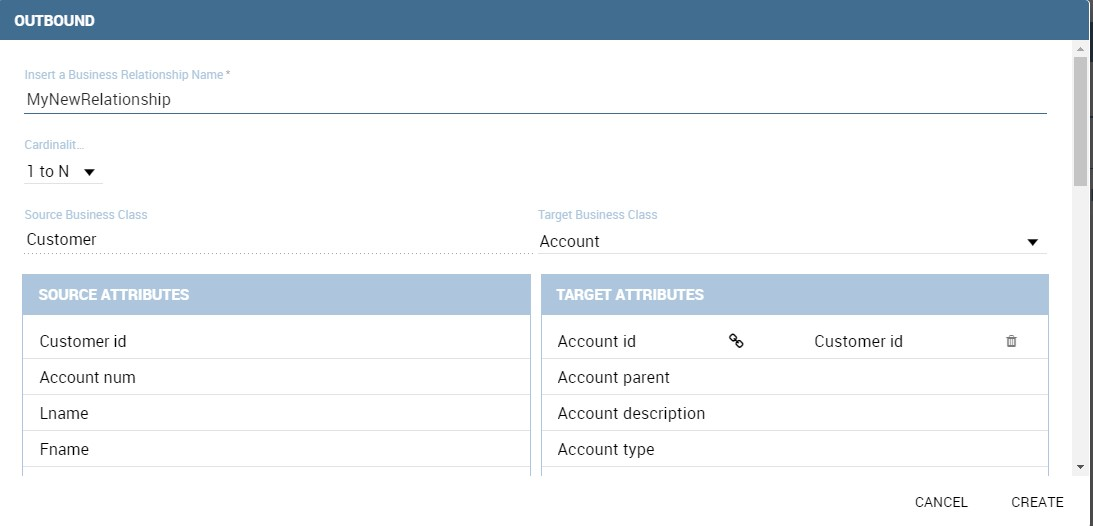 OUTBOUND
Insert a Business Relationship Name *
MyNewRelationship
Cardinalit...
1 to N
Source Business Class
Target Business Class
Customer
Account
SOURCE ATTRIBUTES
TARGET ATTRIBUTES
Customer id
Account id
Customer id
Account num
Account parent
Lname
Account description
Fname
Account type
CANCEL
CREATE